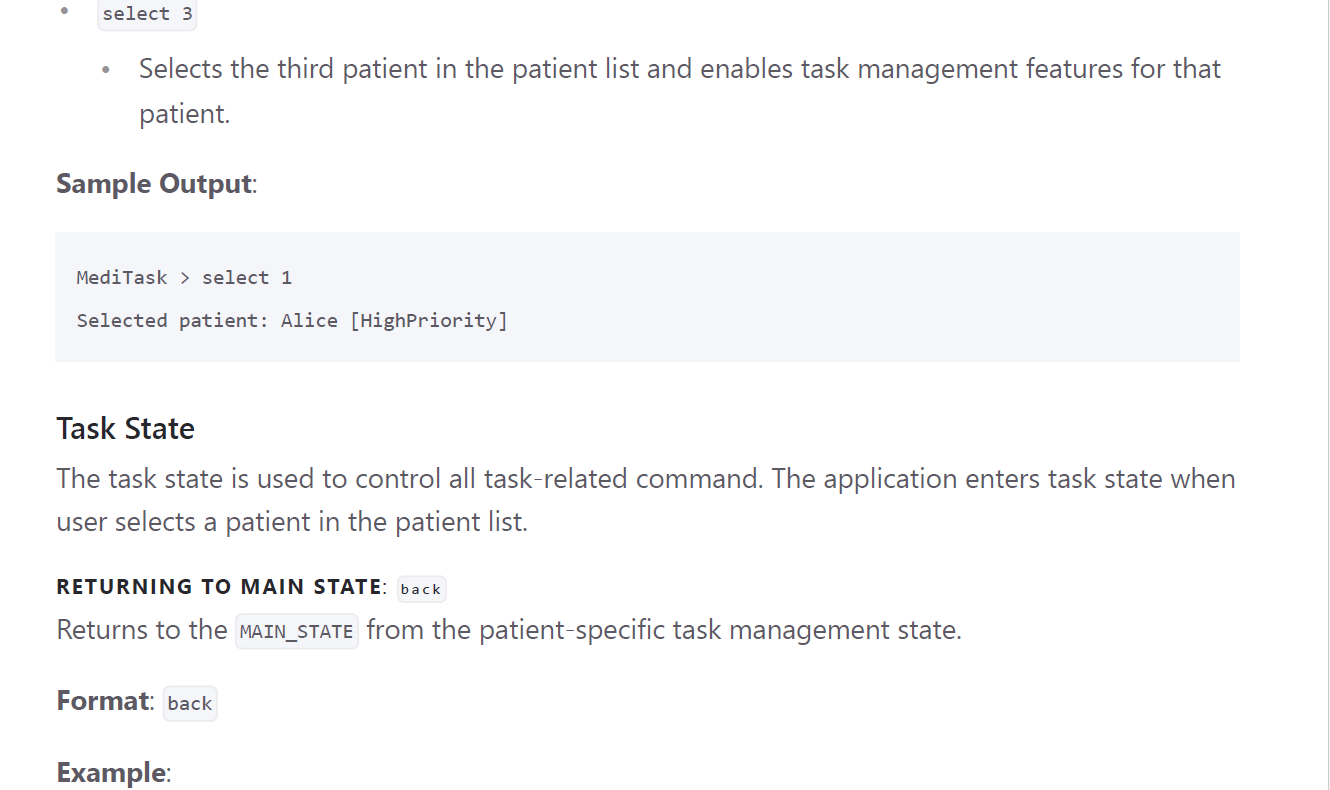 select 3
Selects the third patient in the patient list and enables task management features for that
patient.
Sample Output:
MediTask > select 1
Selected patient: Alice [HighPriority]
Task State
The task state is used to control all task-related command. The application enters task state when
user selects a patient in the patient list.
RETURNING TO MAIN STATE: back
Returns to the MAIN_STATE from the patient-specific task management state.
Format: back
Example: